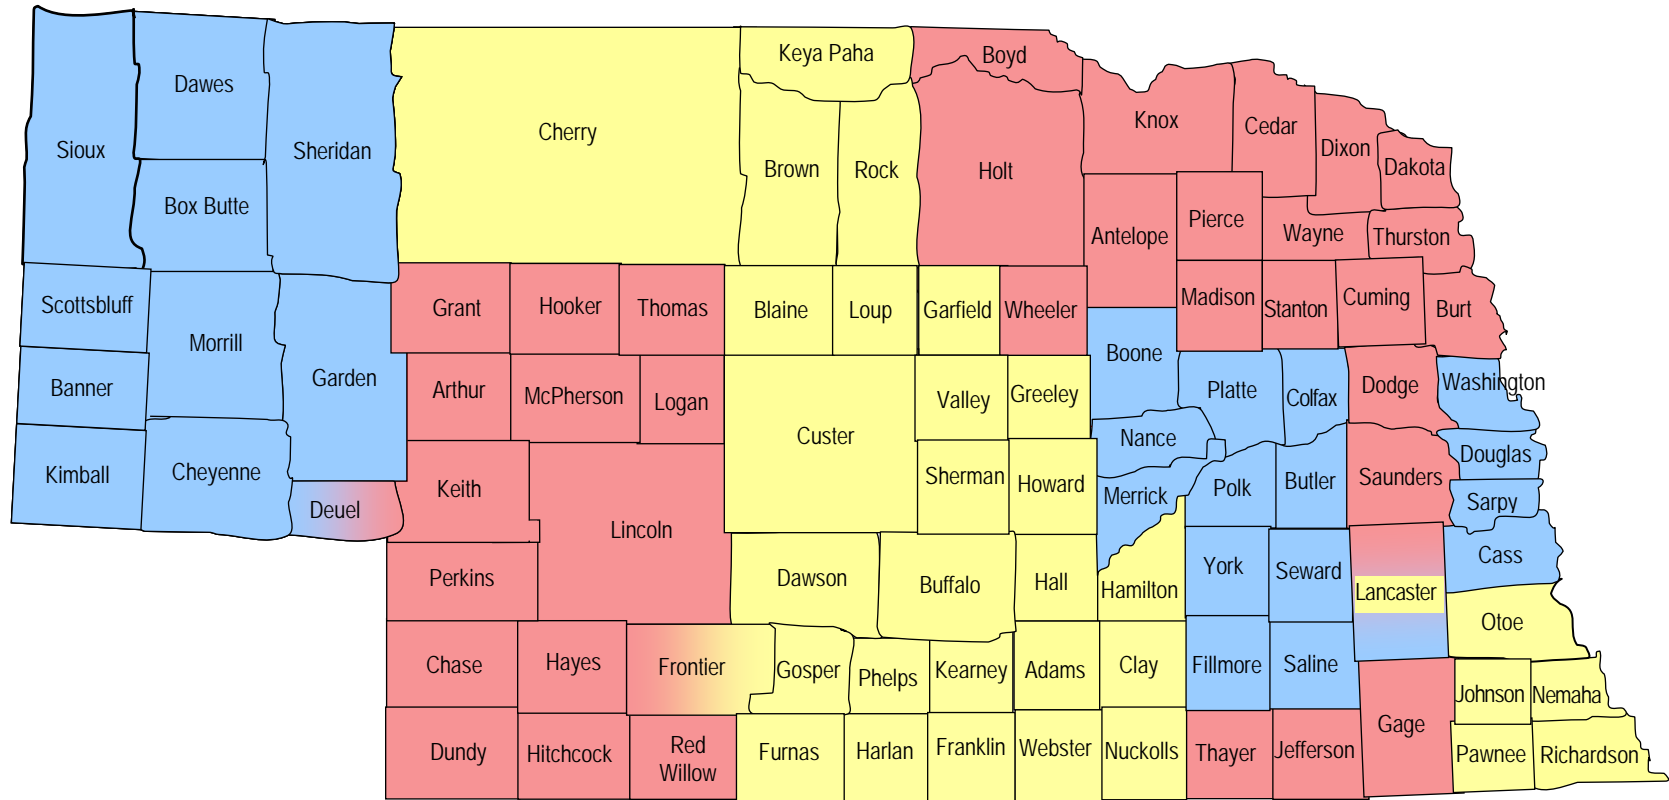 Keya Paha
Boyd
Dawes
Knox
Cedar
Cherry
Sioux
Sheridan
Dixon
Dakota
Brown
Rock
Holt
Box Butte
Pierce
Antelope
Wayne
Thurston
Scottsbluff
Grant
Hooker
Thomas
Blaine
Loup
Garfield
Wheeler
Madison
Stanton
Cuming
Burt
Morrill
Boone
Banner
Garden
Arthur
McPherson
Logan
Valley
Greeley
Platte
Colfax
Dodge
Washington
Custer
Nance
Douglas
Kimball
Cheyenne
Keith
Sherman
Howard
Merrick
Polk
Butler
Saunders
Sarpy
Deuel
Lincoln
Cass
Perkins
Dawson
Buffalo
Hall
Hamilton
York
Seward
Lancaster
Otoe
Chase
Hayes
Frontier
Gosper
Phelps
Kearney
Adams
Clay
Fillmore
Saline
Johnson
Nemaha
Gage
Dundy
Hitchcock
Red
Willow
Furnas
Harlan
Franklin
Webster
Nuckolls
Thayer
Jefferson
Pawnee
Richardson